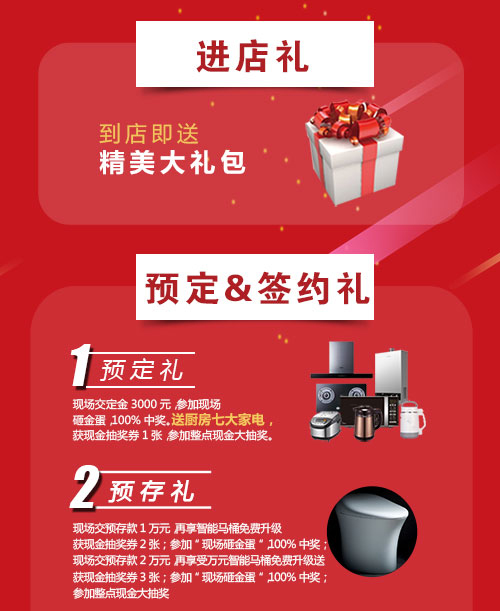 进店礼
到店即送
精美大礼包
预定&签约礼
1 预定礼
现场交定金 3000 元 ,参加现场
砸金蛋 ,100% 中奖。送厨房七大家电 ,
获现金抽奖券 1 张 ,参加整点现金大抽奖。
2 预存礼
现场交预存款 1 万元 ,再享智能马桶免费升级
获现金抽奖券 2 张 ; 参加 " 现场砸金蛋 " ,100% 中奖 ;
现场交预存款 2 万元 ,再享受万元智能马桶免费升级送
获现金抽奖券 3 张 ; 参加 " 现场砸金蛋 " ,100% 中奖 ;
参加整点现金大抽奖